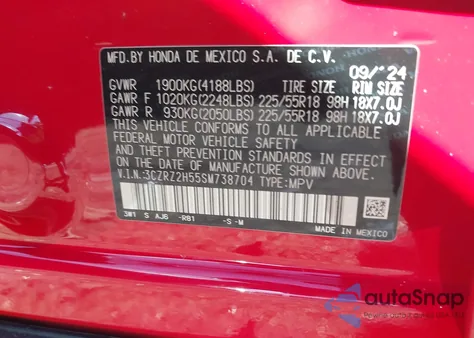 MFD.BY HONDA DE MEXICO S.A. DE C.V.
09/'24
GVWR 1900KG(4188LBS) TIRE SIZE RIM SIZE
GAWR F 1020KG(2248LBS) 225/55R18 98H 18X7.0J
GAWR R 930KG(2050LBS) 225/55R18 98H 18X7.0J
THIS VEHICLE CONFORMS TO ALL APPLICABLE
FEDERAL MOTOR VEHICLE SAFETY
AND THEFT PREVENTION STANDARDS IN EFFECT
ON THE DATE OF MANUFACTURE SHOWN ABOVE.
V.I.N:3CZRZ2H55SM738704 TYPE:MPV
3W1 S AJ6 -RB1 -S-M
MADE IN MEXICO
autoSnap